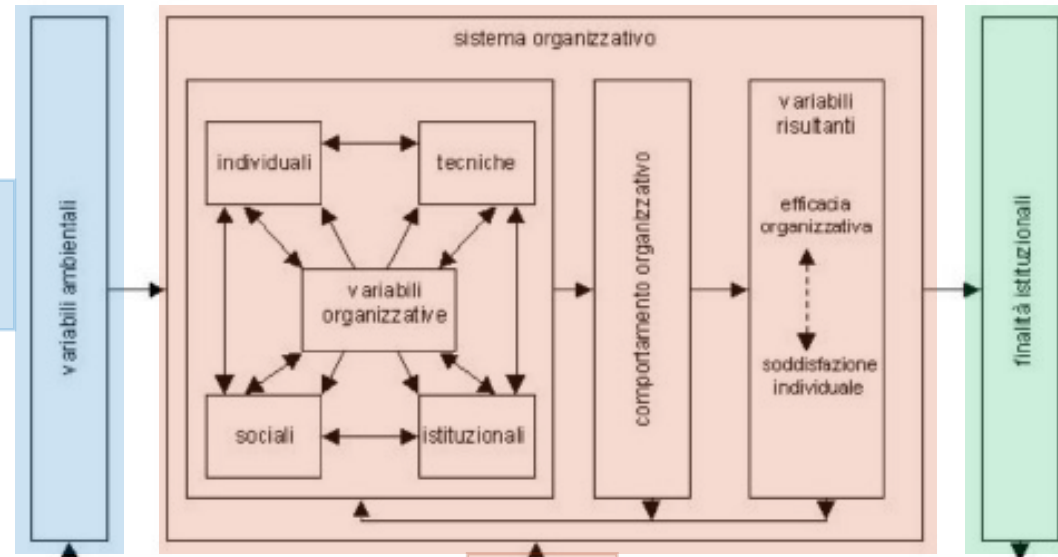 sistema organizzativo
variabili ambientali
individuali
tecniche
variabili
organizzative
sociali
istituzionali
comportamento organizzativo
variabili
risultanti
efficacia
organizzativa
soddisfazione
individuale
finalità istituzionali